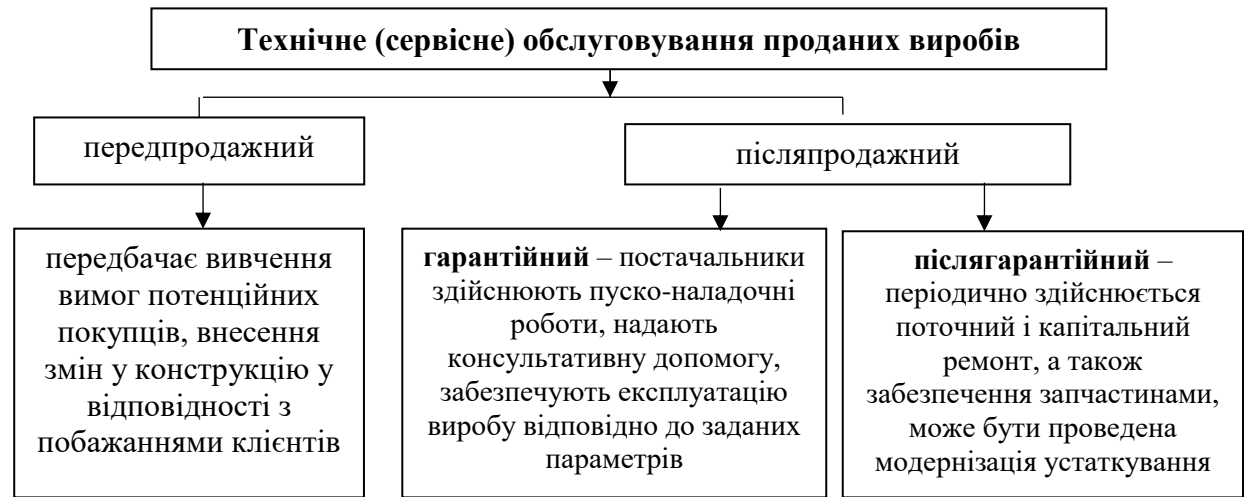 Технічне (сервісне) обслуговування проданих виробів
передпродажний
післяпродажний
передбачає вивчення
вимог потенційних
покупців, внесення
змін у конструкцію у
відповідності з
побажаннями клієнтів
гарантійний – постачальники
здійснюють пуско-наладочні
роботи, надають
консультативну допомогу,
забезпечують експлуатацію
виробу відповідно до заданих
параметрів
післягарантійний –
періодично здійснюється
поточний і капітальний
ремонт, а також
забезпечення запчастинами,
може бути проведена
модернізація устаткування